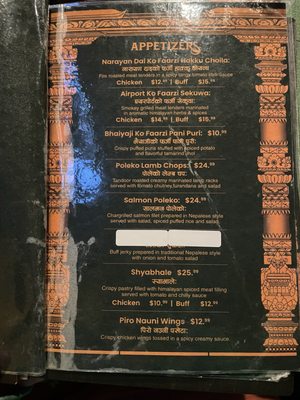 APPETIZERS
Narayan Dai Ko Faarzi Hakku Choila:
Fire roasted meat tenders in a spicy tangy tomato style sauce
Chicken $12.99 | Buff $15.99
Airport Ko Faarzi Sekuwa:
Smokey grilled meat tenders marinated
in aromatic himalayan herbs & spices
Chicken $14.99 | Buff $15.99
Bhaiyaji Ko Faarzi Pani Puri: $10.99
Crispy puffed puris stuffed with spiced potato
and flavorful tamarind shot
Poleko Lamb Chops: $24.99
Tandoor roasted creamy marinated lamb racks
served with tomato chutney, and salad
Salmon Poleko: $24.99
Chargrilled salmon filet prepared in Nepalese style
served with salad, spiced puffed rice and salad
Buff jerky prepared in traditional Nepalese style
with onion and tomato salad
Shyabhale $25.99
स्याभाले:
Crispy pastry filled with himalayan spiced meat filling
served with tomato and chilly sauce
Chicken $10.99 | Buff $12.99
Piro Nauni Wings $12.99
Crispy chicken wings tossed in a spicy creamy sauce